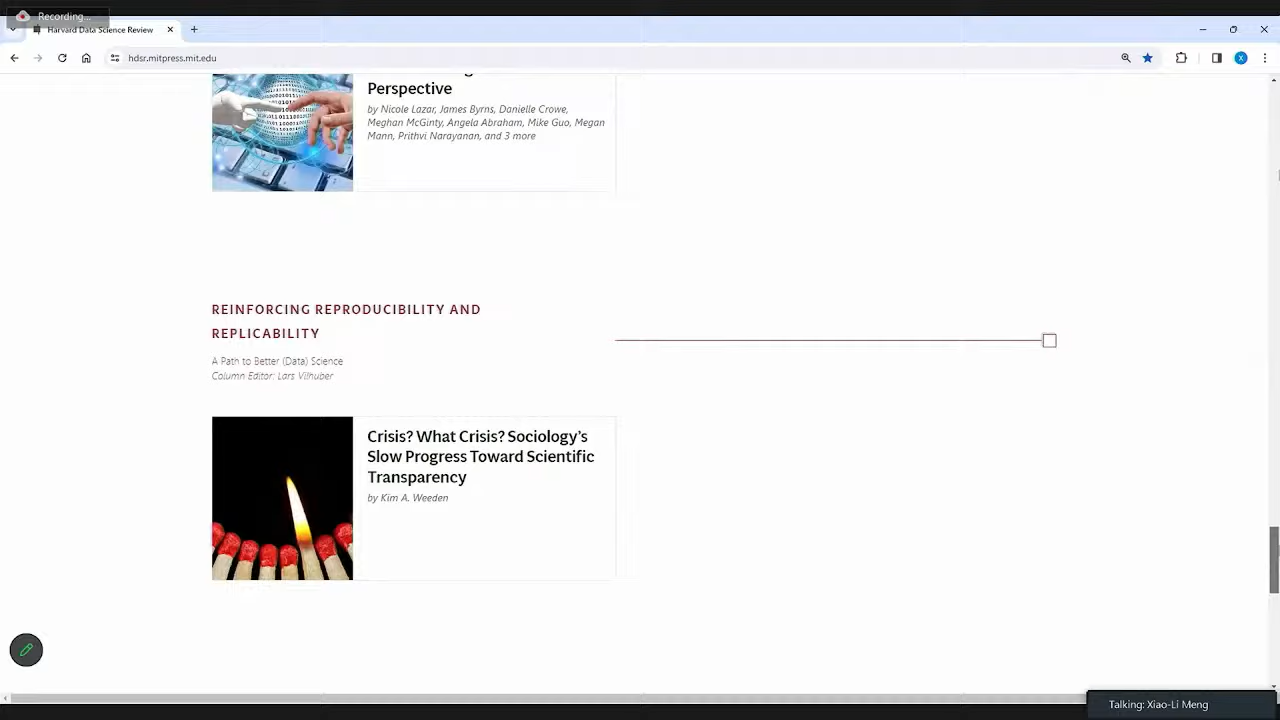 Recording...
Harvard Data Science Review
hdsr.mitpress.mit.edu
X
Perspective
by Nicole Lazar, James Byrns, Danielle Crowe,
Meghan McGinty, Angela Abraham, Mike Guo, Megan
Mann, Prithvi Narayanan, and 3 more
REINFORCING REPRODUCIBILITY AND
REPLICABILITY
A Path to Better (Data) Science
Column Editor: Lars Vilhuber
Crisis? What Crisis? Sociology's
Slow Progress Toward Scientific
Transparency
by Kim A. Weeden
Talking: Xiao-Li Meng